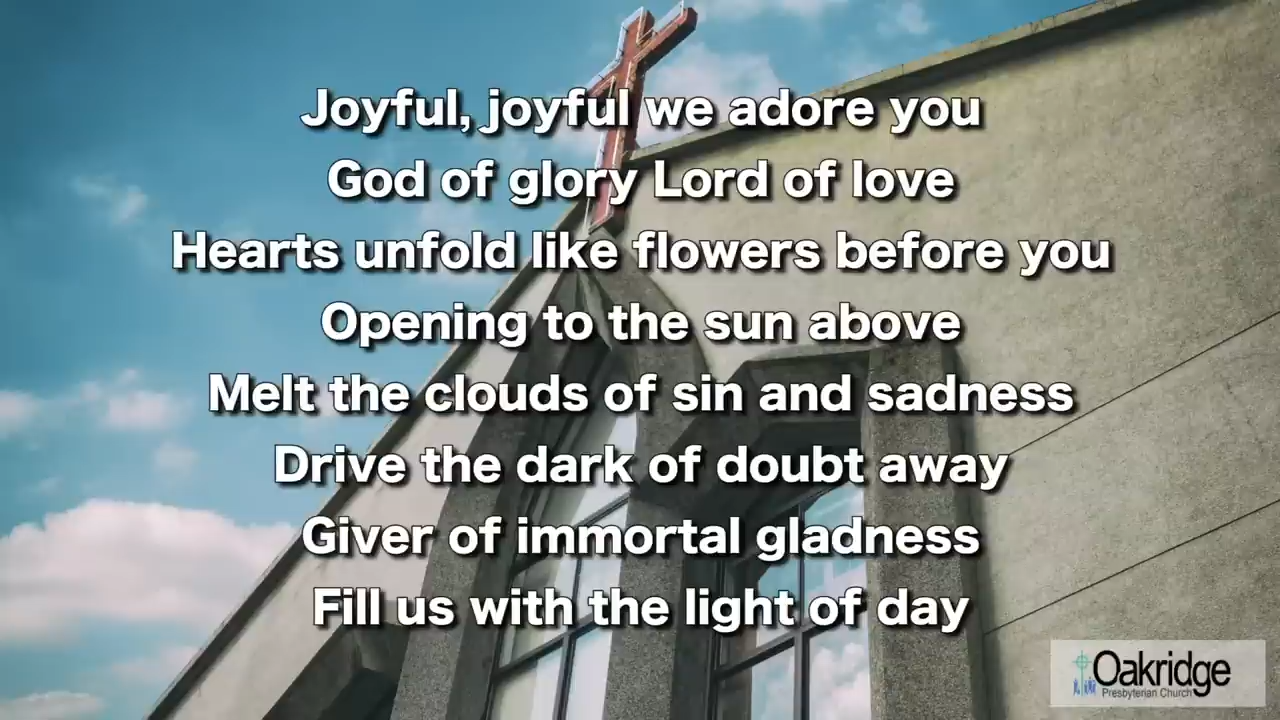 Joyful, joyful we adore you
God of glory Lord of love
Hearts unfold like flowers before you
Opening to the sun above
Melt the clouds of sin and sadness
Drive the dark of doubt away
Giver of immortal gladness
Fill us with the light of day
Oakridge
Presbyterian Church